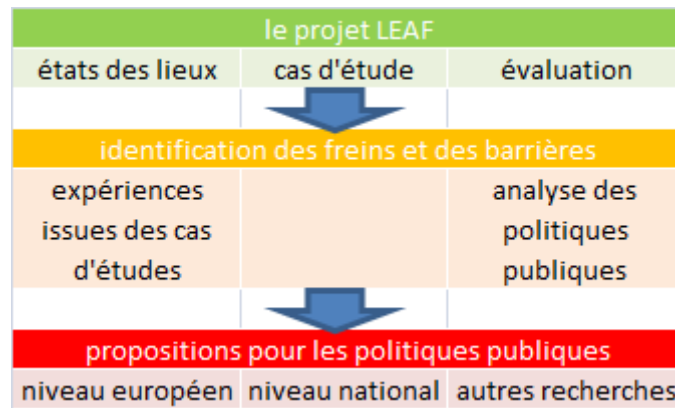 le projet LEAF
états des lieux cas d'étude évaluation
identification des freins et des barrières
expériences analyse des
issues des cas politiques
d'études publiques
propositions pour les politiques publiques
niveau européen niveau national autres recherches